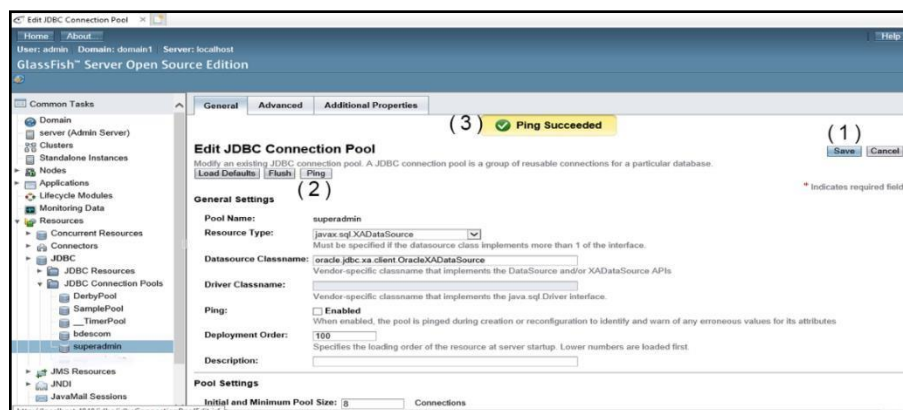 Edit JDBC Connection Pool
Home About...
Help
User: admin Domain: domain1 Server: localhost
GlassFish™ Server Open Source Edition
Common Tasks
Domain
server (Admin Server)
Clusters
Standalone Instances
Nodes
Applications
Lifecycle Modules
Monitoring Data
Resources
Concurrent Resources
Connectors
JDBC
JDBC Resources
JDBC Connection Pools
DerbyPool
SamplePool
__TimerPool
bdescom
superadmin
JMS Resources
JNDI
JavaMail Sessions
General Advanced Additional Properties
(3) Ping Succeeded
(1)
Edit JDBC Connection Pool
Save Cancel
Modify an existing JDBC connection pool. A JDBC connection pool is a group of reusable connections for a particular database.
Load Defaults Flush Ping
(2)
* Indicates required field
General Settings
Pool Name: superadmin
Resource Type: javax.sql.XADataSource
Must be specified if the datasource class implements more than 1 of the interface.
Datasource Classname: oracle.jdbc.xa.client.OracleXADataSource
Vendor-specific classname that implements the DataSource and/or XADataSource APIs
Driver Classname:
Vendor-specific classname that implements the java.sql.Driver interface.
Ping: Enabled
When enabled, the pool is pinged during creation or reconfiguration to identify and warn of any erroneous values for its attributes
Deployment Order: 100
Specifies the loading order of the resource at server startup. Lower numbers are loaded first.
Description:
Pool Settings
Initial and Minimum Pool Size: 8 Connections